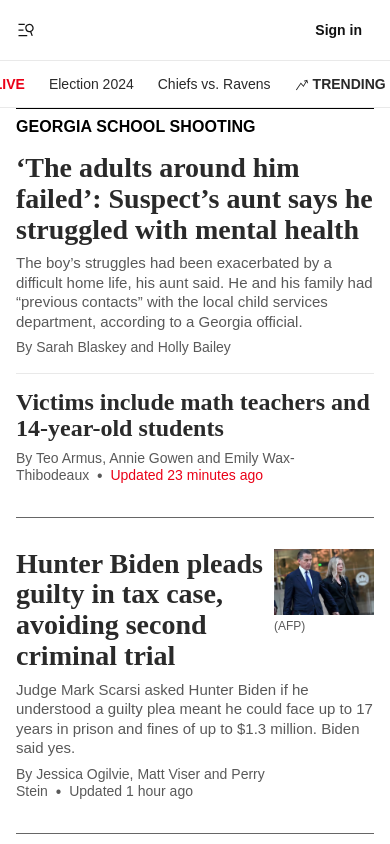 Sign in
LIVE Election 2024 Chiefs vs. Ravens TRENDING
GEORGIA SCHOOL SHOOTING
‘The adults around him
failed’: Suspect’s aunt says he
struggled with mental health
The boy’s struggles had been exacerbated by a
difficult home life, his aunt said. He and his family had
“previous contacts” with the local child services
department, according to a Georgia official.
By Sarah Blaskey and Holly Bailey
Victims include math teachers and
14-year-old students
By Teo Armus, Annie Gowen and Emily Wax-
Thibodeaux • Updated 23 minutes ago
Hunter Biden pleads
guilty in tax case,
avoiding second
criminal trial
(AFP)
Judge Mark Scarsi asked Hunter Biden if he
understood a guilty plea meant he could face up to 17
years in prison and fines of up to $1.3 million. Biden
said yes.
By Jessica Ogilvie, Matt Viser and Perry
Stein • Updated 1 hour ago